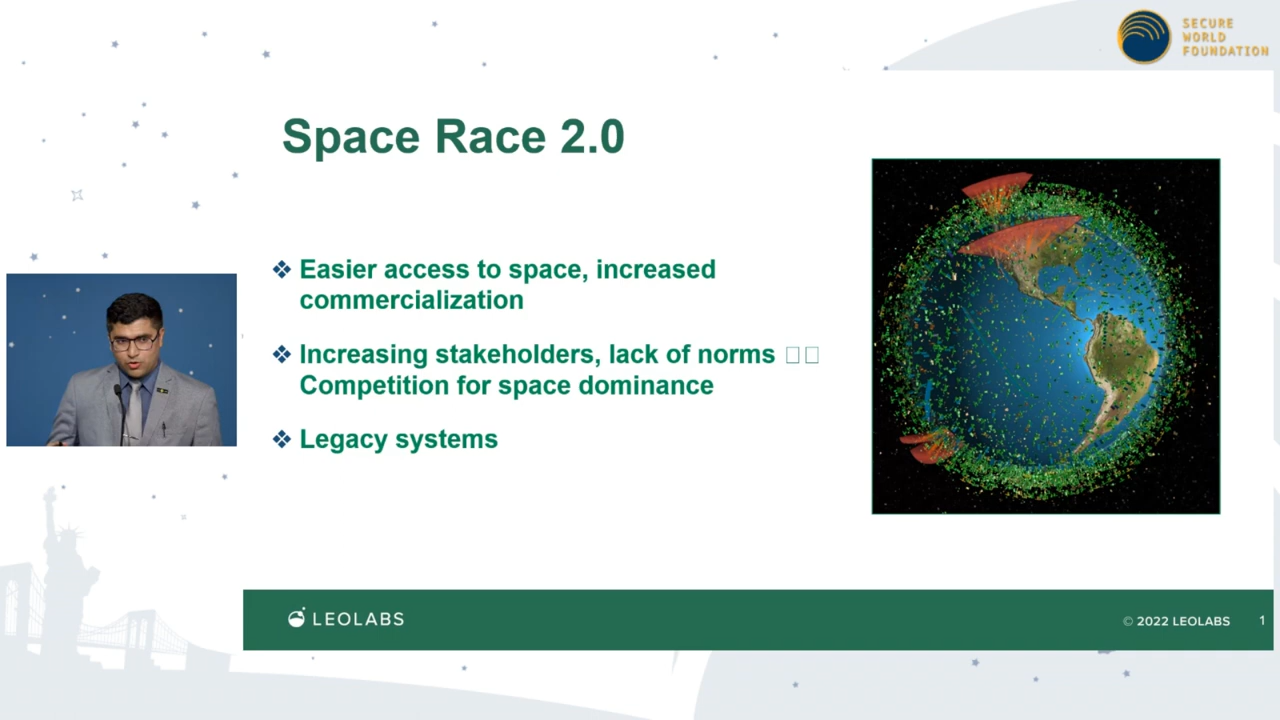 SECURE
WORLD
FOUNDATION
Space Race 2.0
❖ Easier access to space, increased
commercialization
❖ Increasing stakeholders, lack of norms □□
Competition for space dominance
❖ Legacy systems
LEOLABS
© 2022 LEOLABS 1